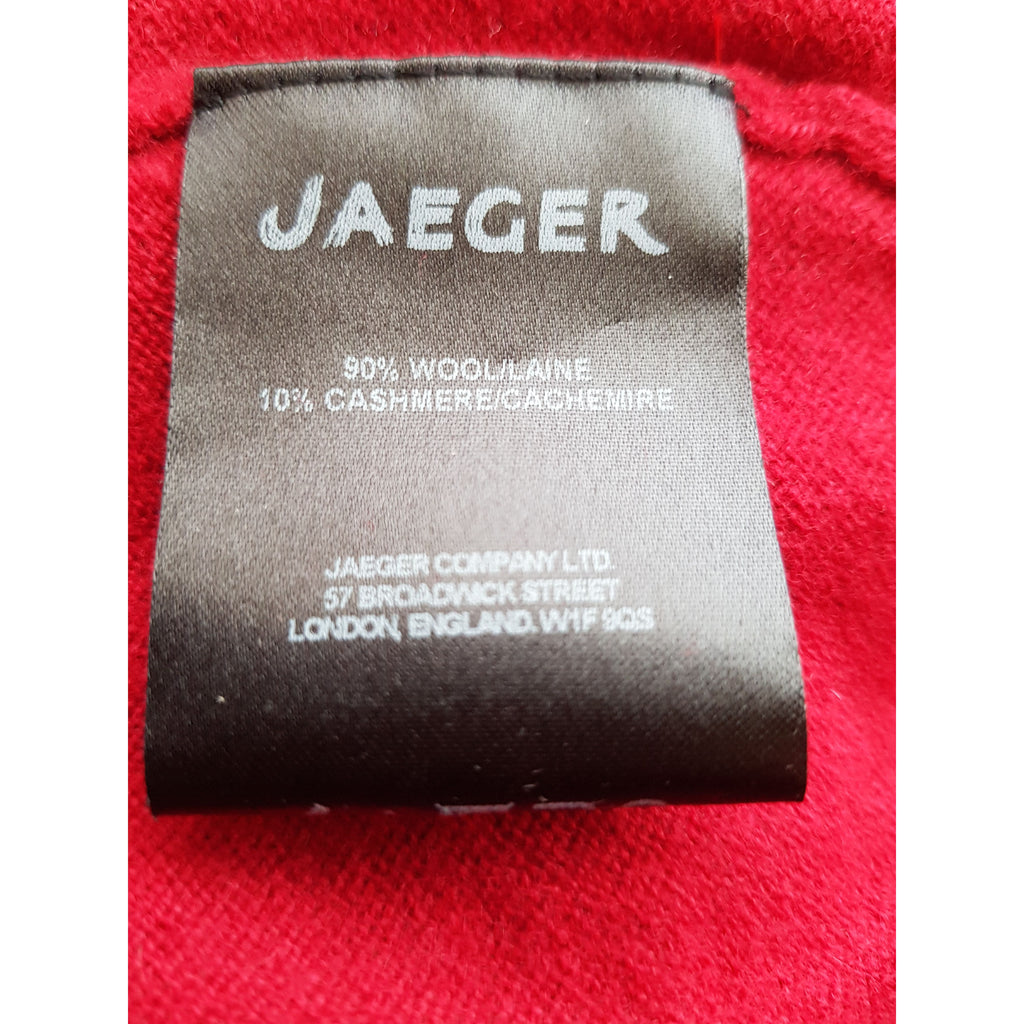 JAEGER
90% WOOL/LAINE
10% CASHMERE/CACHEMIRE
JAEGER COMPANY LTD.
57 BROADWICK STREET
LONDON, ENGLAND. W1F 9QS